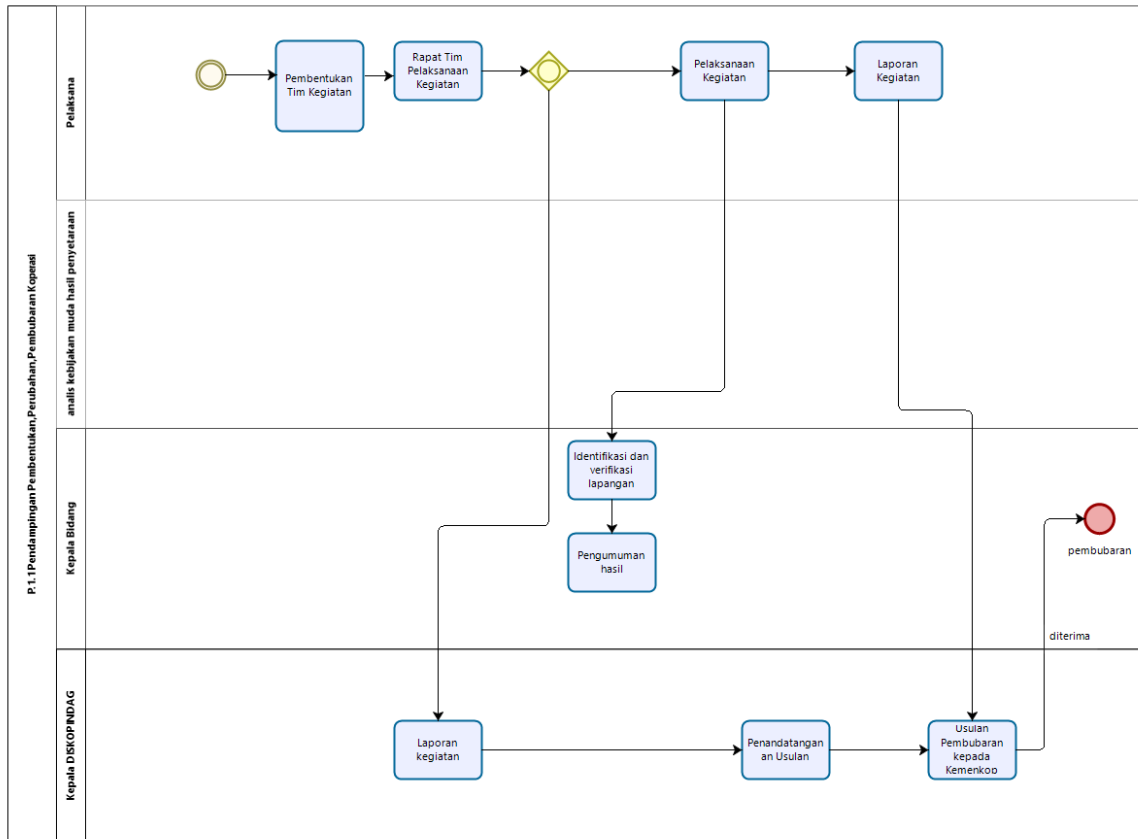 P.1.1Pendampingan Pembentukan,Perubahan,Pembubaran Koperasi
Pelaksana
Pembentukan
Tim Kegiatan
Rapat Tim
Pelaksanaan
Kegiatan
Pelaksanaan
Kegiatan
Laporan
Kegiatan
analis kebijakan muda hasil penyetaraan
Kepala Bidang
Identifikasi dan
verifikasi
lapangan
Pengumuman
hasil
pembubaran
diterima
Kepala DISKOPINDAG
Laporan
kegiatan
Penandatangan
an Usulan
Usulan
Pembubaran
kepada
Kemenkop